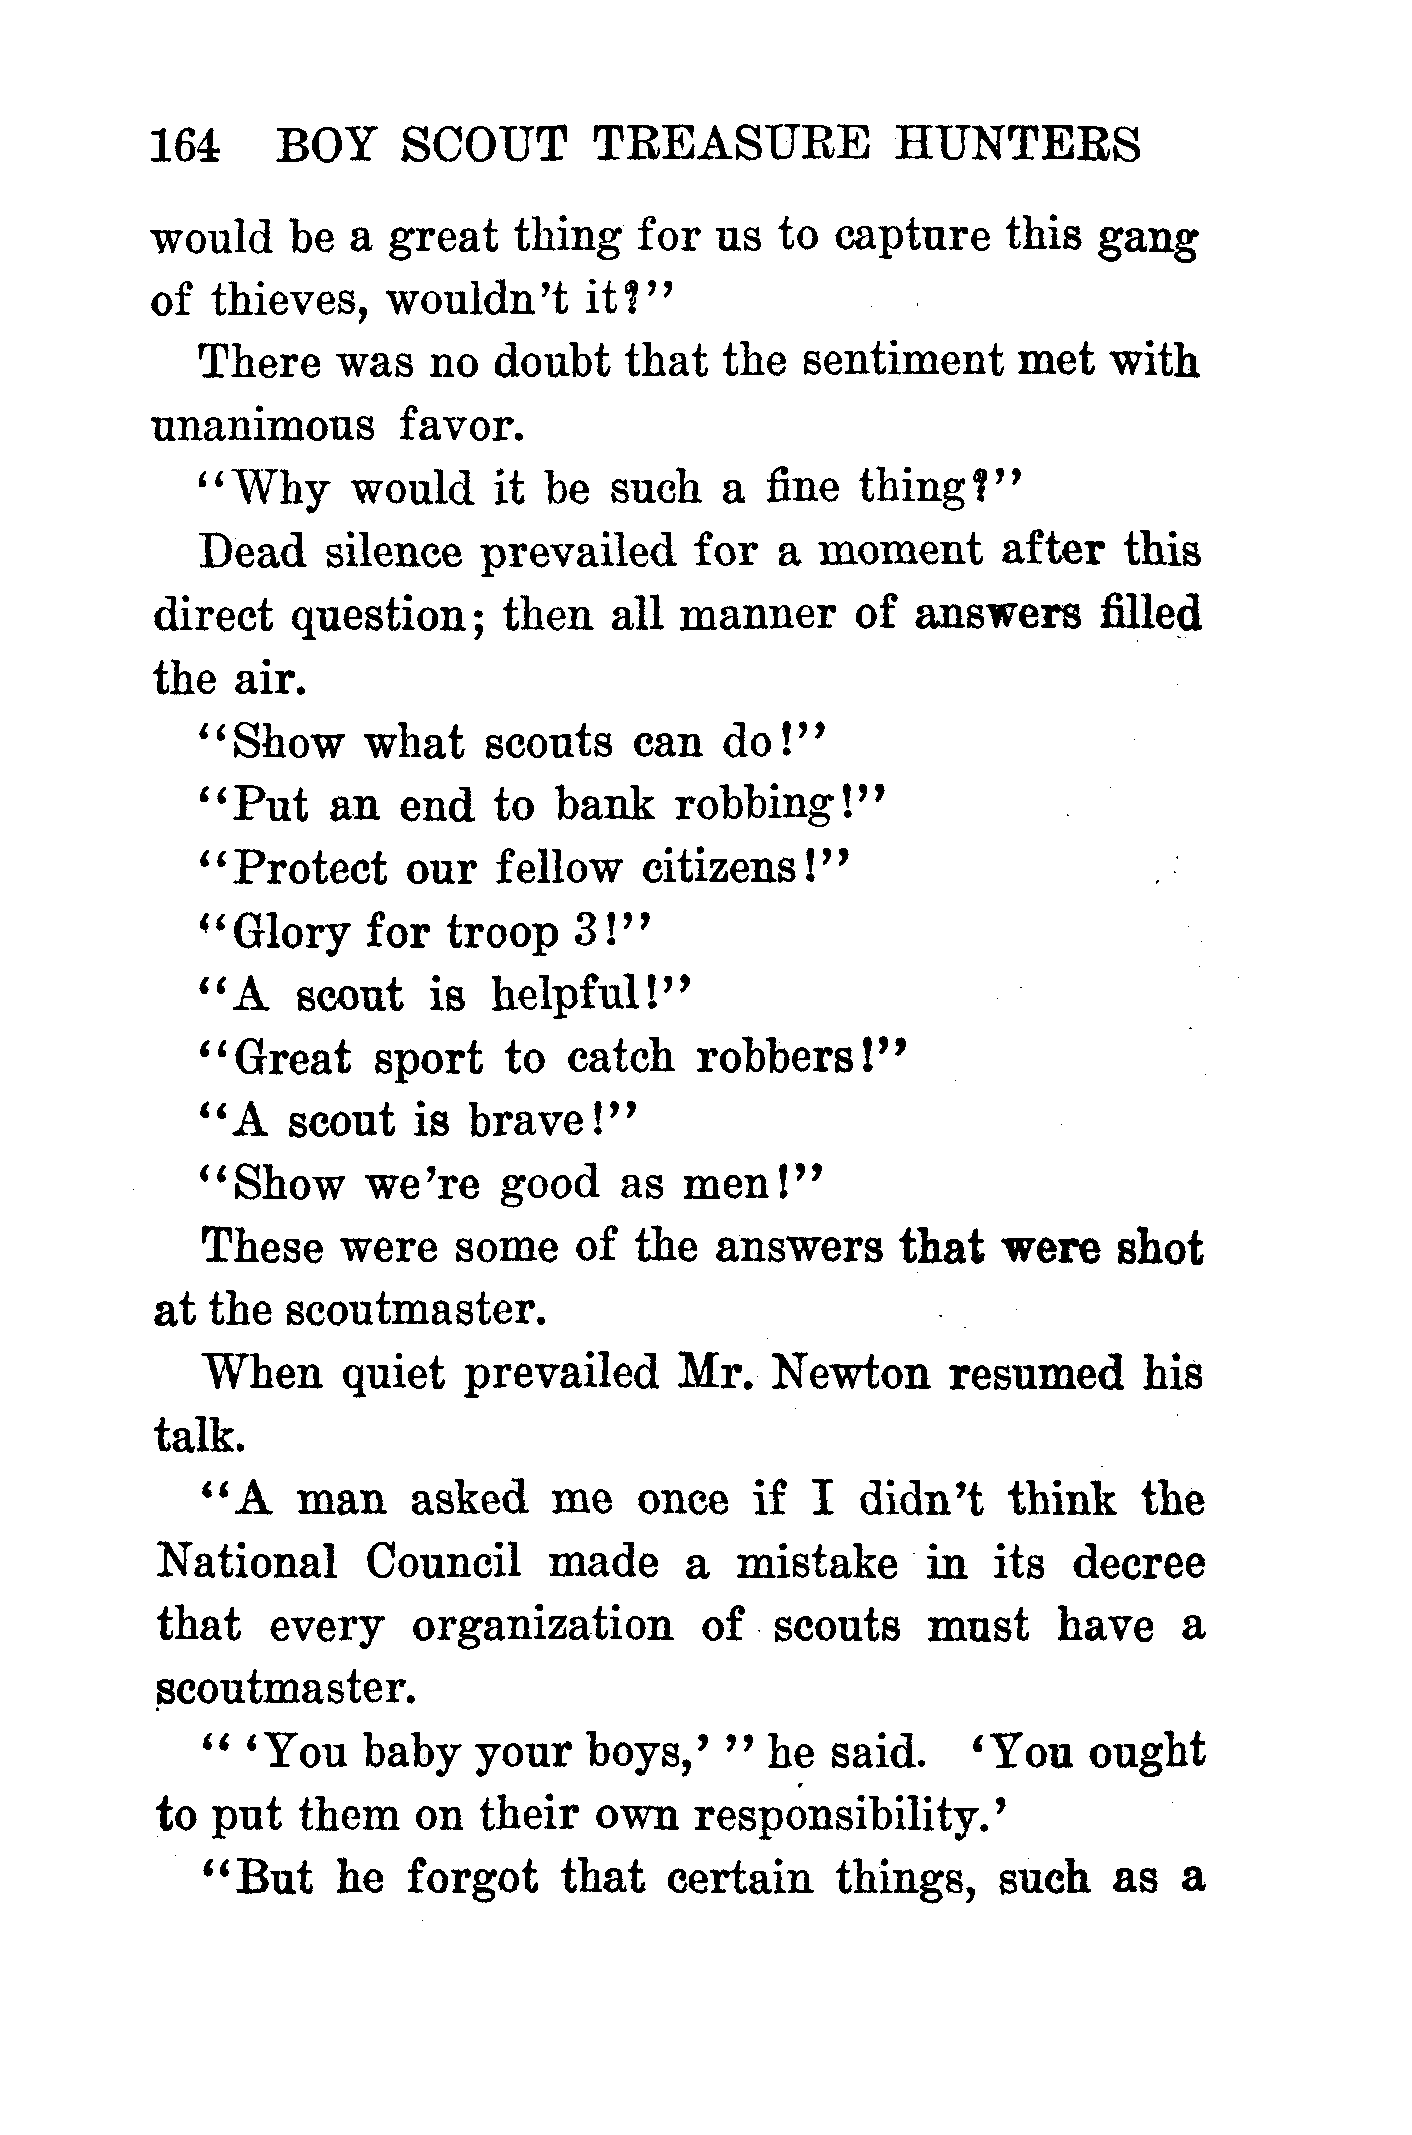 164 BOY SCOUT TREASURE HUNTERS
would be a great thing for us to capture this gang
of thieves, wouldn't it?"
There was no doubt that the sentiment met with
unanimous favor.
"Why would it be such a fine thing?"
Dead silence prevailed for a moment after this
direct question; then all manner of answers filled
the air.
"Show what scouts can do!"
"Put an end to bank robbing!"
"Protect our fellow citizens!"
"Glory for troop 3!"
"A scout is helpful!"
"Great sport to catch robbers!"
"A scout is brave!"
"Show we're good as men!"
These were some of the answers that were shot
at the scoutmaster.
When quiet prevailed Mr. Newton resumed his
talk.
"A man asked me once if I didn't think the
National Council made a mistake in its decree
that every organization of scouts must have a
scoutmaster.
" 'You baby your boys,' " he said. 'You ought
to put them on their own responsibility.'
"But he forgot that certain things, such as a